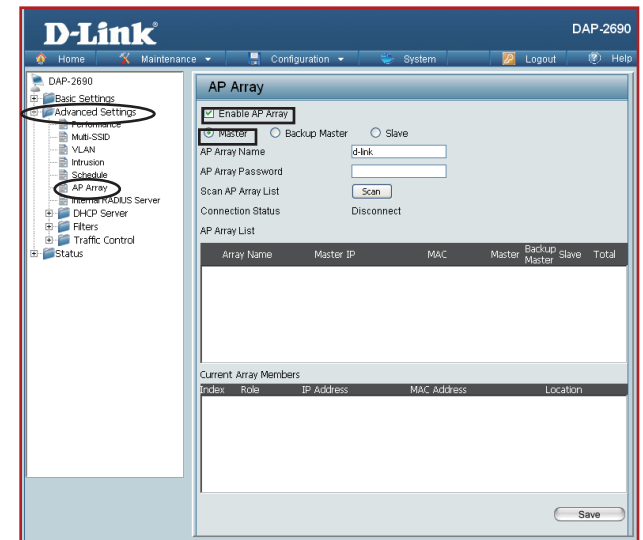 D-Link®
DAP-2690
Home Maintenance Configuration System Logout Help
DAP-2690
Basic Settings
Advanced Settings
Performance
Multi-SSID
VLAN
Intrusion
Schedule
AP Array
Internal RADIUS Server
DHCP Server
Filters
Traffic Control
Status
AP Array
Enable AP Array
Master Backup Master Slave
AP Array Name d-link
AP Array Password
Scan AP Array List Scan
Connection Status Disconnect
AP Array List
Array Name Master IP MAC Master Backup Master Slave Total
Current Array Members
Index Role IP Address MAC Address Location
Save